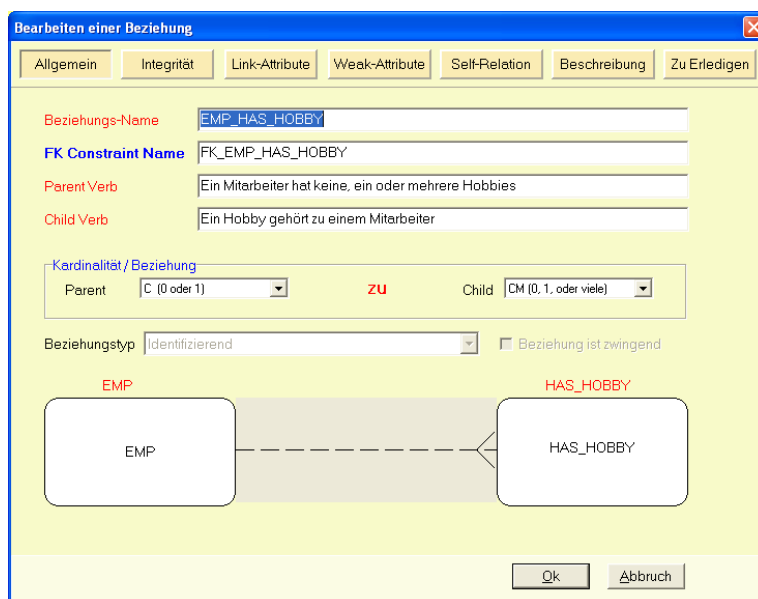 Bearbeiten einer Beziehung
Allgemein Integrität Link-Attribute Weak-Attribute Self-Relation Beschreibung Zu Erledigen
Beziehungs-Name EMP_HAS_HOBBY
FK Constraint Name FK_EMP_HAS_HOBBY
Parent Verb Ein Mitarbeiter hat keine, ein oder mehrere Hobbies
Child Verb Ein Hobby gehört zu einem Mitarbeiter
Kardinalität / Beziehung
Parent C (0 oder 1) zu Child CM (0, 1, oder viele)
Beziehungstyp Identifizierend Beziehung ist zwingend
EMP HAS_HOBBY
EMP HAS_HOBBY
Ok Abbruch